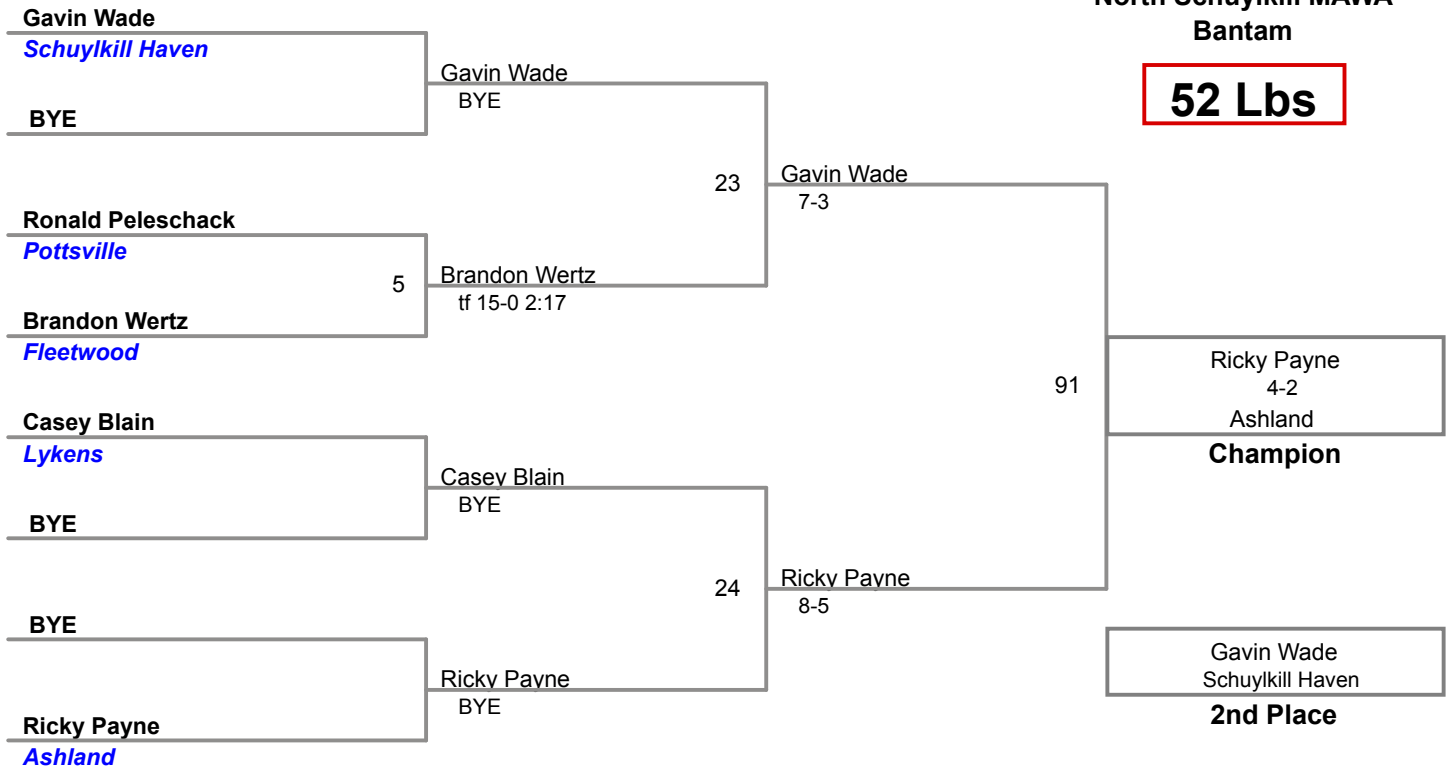 North Schuylkill MAWA
Bantam
52 Lbs
Gavin Wade
Schuylkill Haven
BYE
Ronald Peleschack
Pottsville
Brandon Wertz
Fleetwood
Casey Blain
Lykens
BYE
BYE
Ricky Payne
Ashland
Gavin Wade
BYE
5
Brandon Wertz
tf 15-0 2:17
Casey Blain
BYE
Ricky Payne
BYE
23
Gavin Wade
7-3
24
Ricky Payne
8-5
91
Ricky Payne
4-2
Ashland
Champion
Gavin Wade
Schuylkill Haven
2nd Place